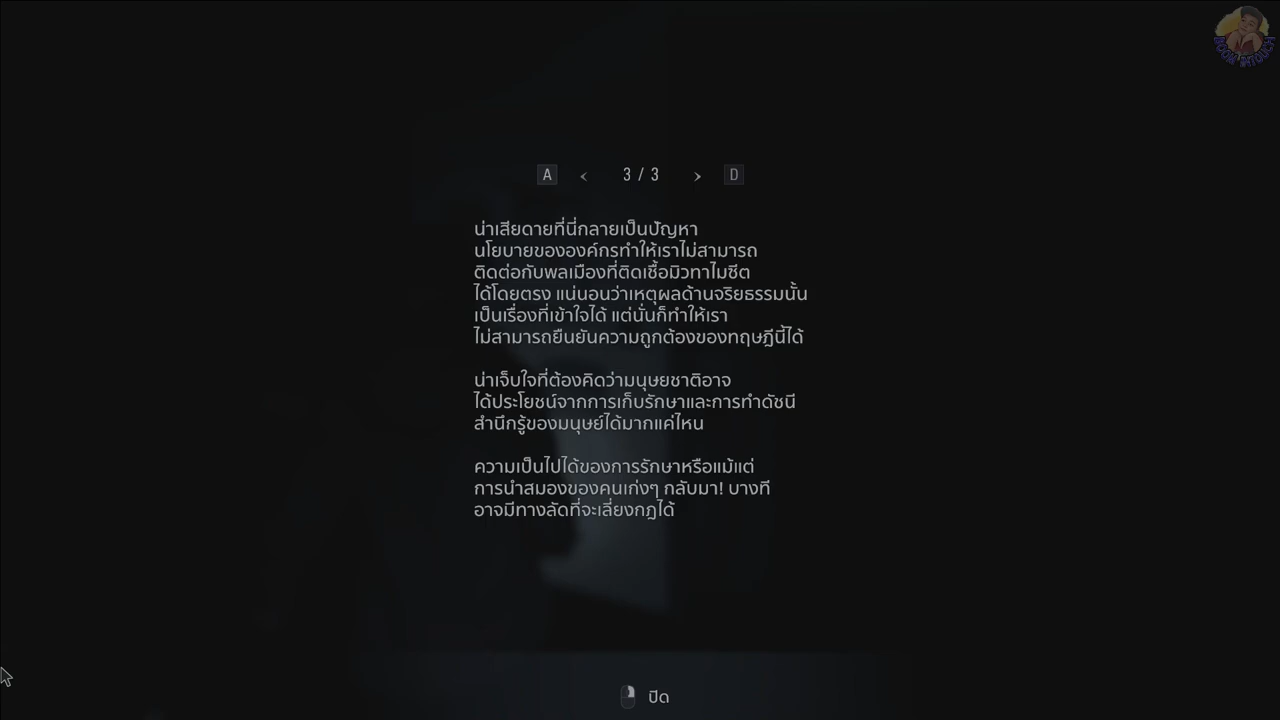 BOOM INTOUCH
A < 3 / 3 > D
น่าเสียดายที่นี่กลายเป็นปัญหา
นโยบายขององค์กรทำให้เราไม่สามารถ
ติดต่อกับพลเมืองที่ติดเชื้อมิวทาไมซีต
ได้โดยตรง แน่นอนว่าเหตุผลด้านจริยธรรมนั้น
เป็นเรื่องที่เข้าใจได้ แต่นั่นก็ทำให้เรา
ไม่สามารถยืนยันความถูกต้องของทฤษฎีนี้ได้
น่าเจ็บใจที่ต้องคิดว่ามนุษยชาติอาจ
ได้ประโยชน์จากการเก็บรักษาและการทำดัชนี
สำนึกรู้ของมนุษย์ได้มากแค่ไหน
ความเป็นไปได้ของการรักษาหรือแม้แต่
การนำสมองของคนเก่งๆ กลับมา! บางที
อาจมีทางลัดที่จะเลี่ยงกฎได้
ปิด